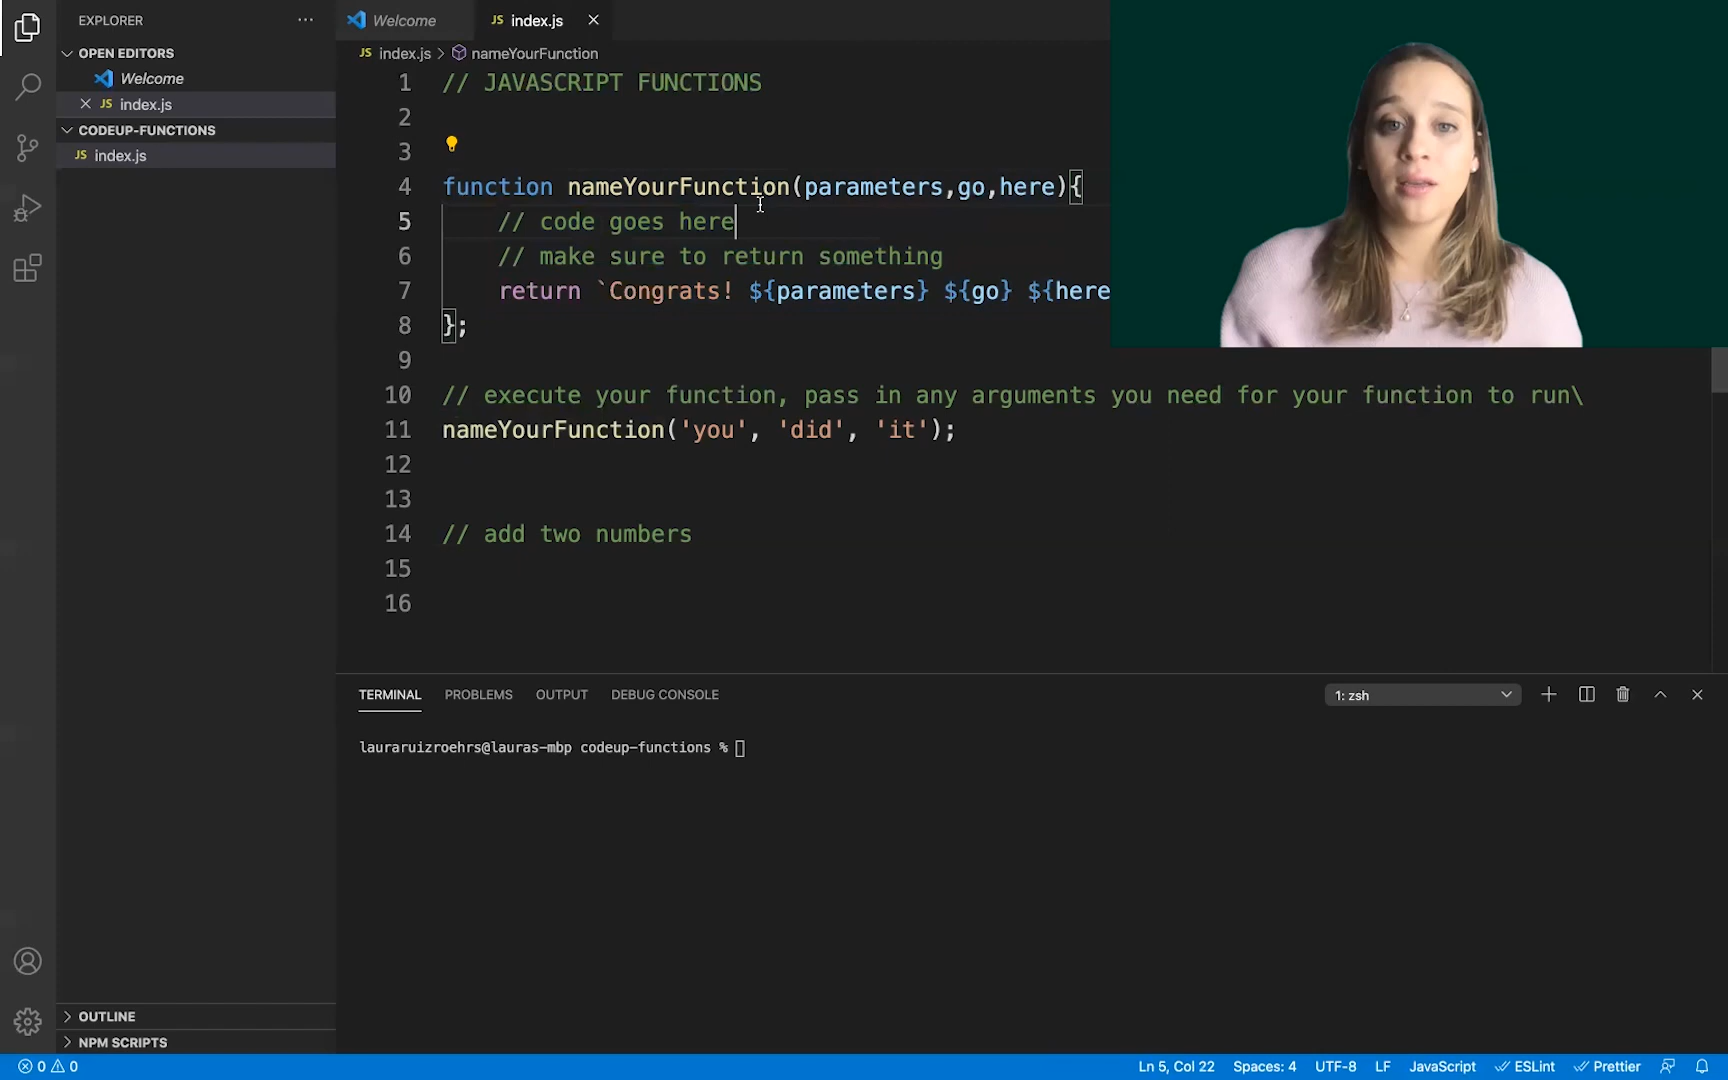 EXPLORER
OPEN EDITORS
Welcome
JS index.js
CODEUP-FUNCTIONS
JS index.js
OUTLINE
NPM SCRIPTS
Welcome
JS index.js
JS index.js > nameYourFunction
1 // JAVASCRIPT FUNCTIONS
2
3
4 function nameYourFunction(parameters,go,here){
5 // code goes here
6 // make sure to return something
7 return `Congrats! ${parameters} ${go} ${here
8 };
9
10 // execute your function, pass in any arguments you need for your function to run\
11 nameYourFunction('you', 'did', 'it');
12
13
14 // add two numbers
15
16
TERMINAL PROBLEMS OUTPUT DEBUG CONSOLE 1: zsh
lauraruizroehrs@lauras-mbp codeup-functions %
0 0 Ln 5, Col 22 Spaces: 4 UTF-8 LF JavaScript ESLint Prettier